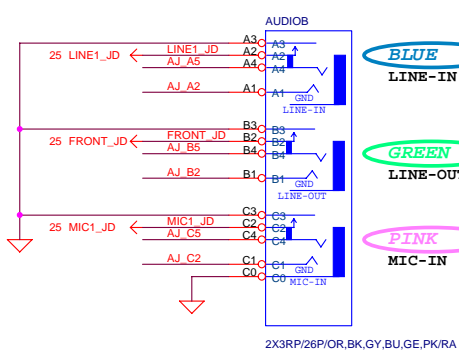 AUDIOB
A3 A3
25 LINE1_JD LINE1_JD A2 A2
AJ_A5 A4 A4
BLUE
LINE-IN
AJ_A2 A1 A1
GND
LINE-IN
B3 B3
25 FRONT_JD FRONT_JD B2 B2
AJ_B5 B4 B4
GREEN
LINE-OUT
AJ_B2 B1 B1
GND
LINE-OUT
C3 C3
25 MIC1_JD MIC1_JD C2 C2
AJ_C5 C4 C4
PINK
MIC-IN
AJ_C2 C1 C1
GND
C0 C0
MIC-IN
2X3RP/26P/OR,BK,GY,BU,GE,PK/RA